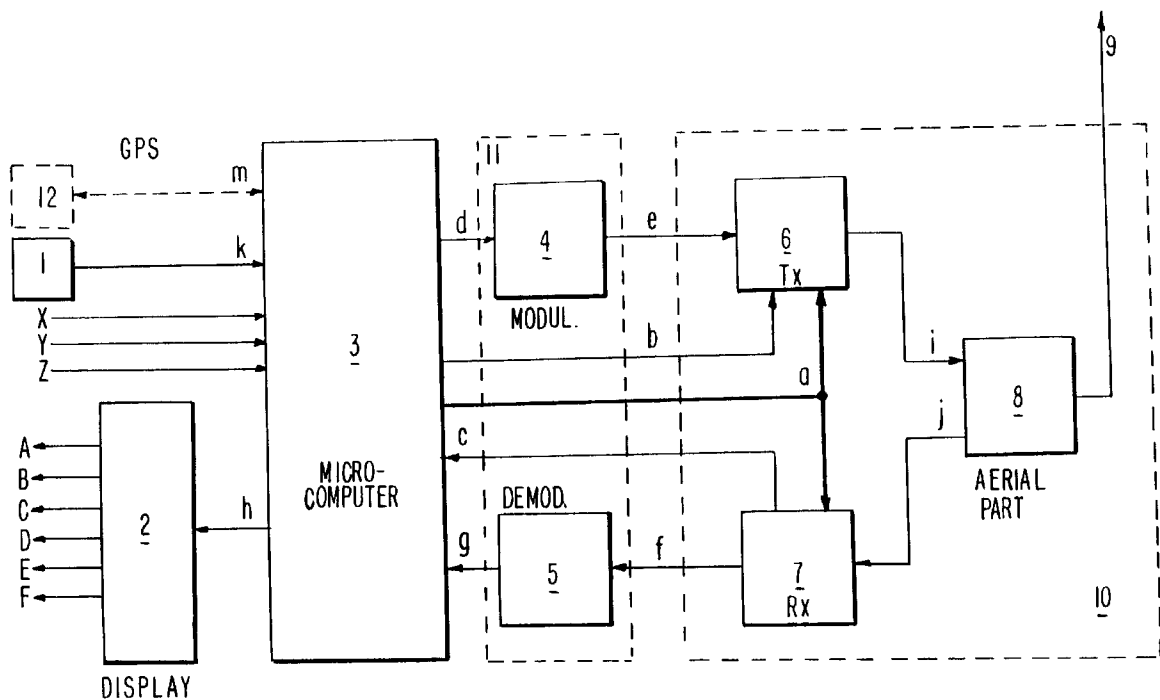 9
GPS
11
12
m
d
4
e
6
Tx
1
k
MODUL.
X
Y
Z
3
b
i
a
8
A
B
C
D
E
F
2
h
MICRO-
COMPUTER
c
j
AERIAL
PART
DEMOD.
g
5
f
7
Rx
10
DISPLAY